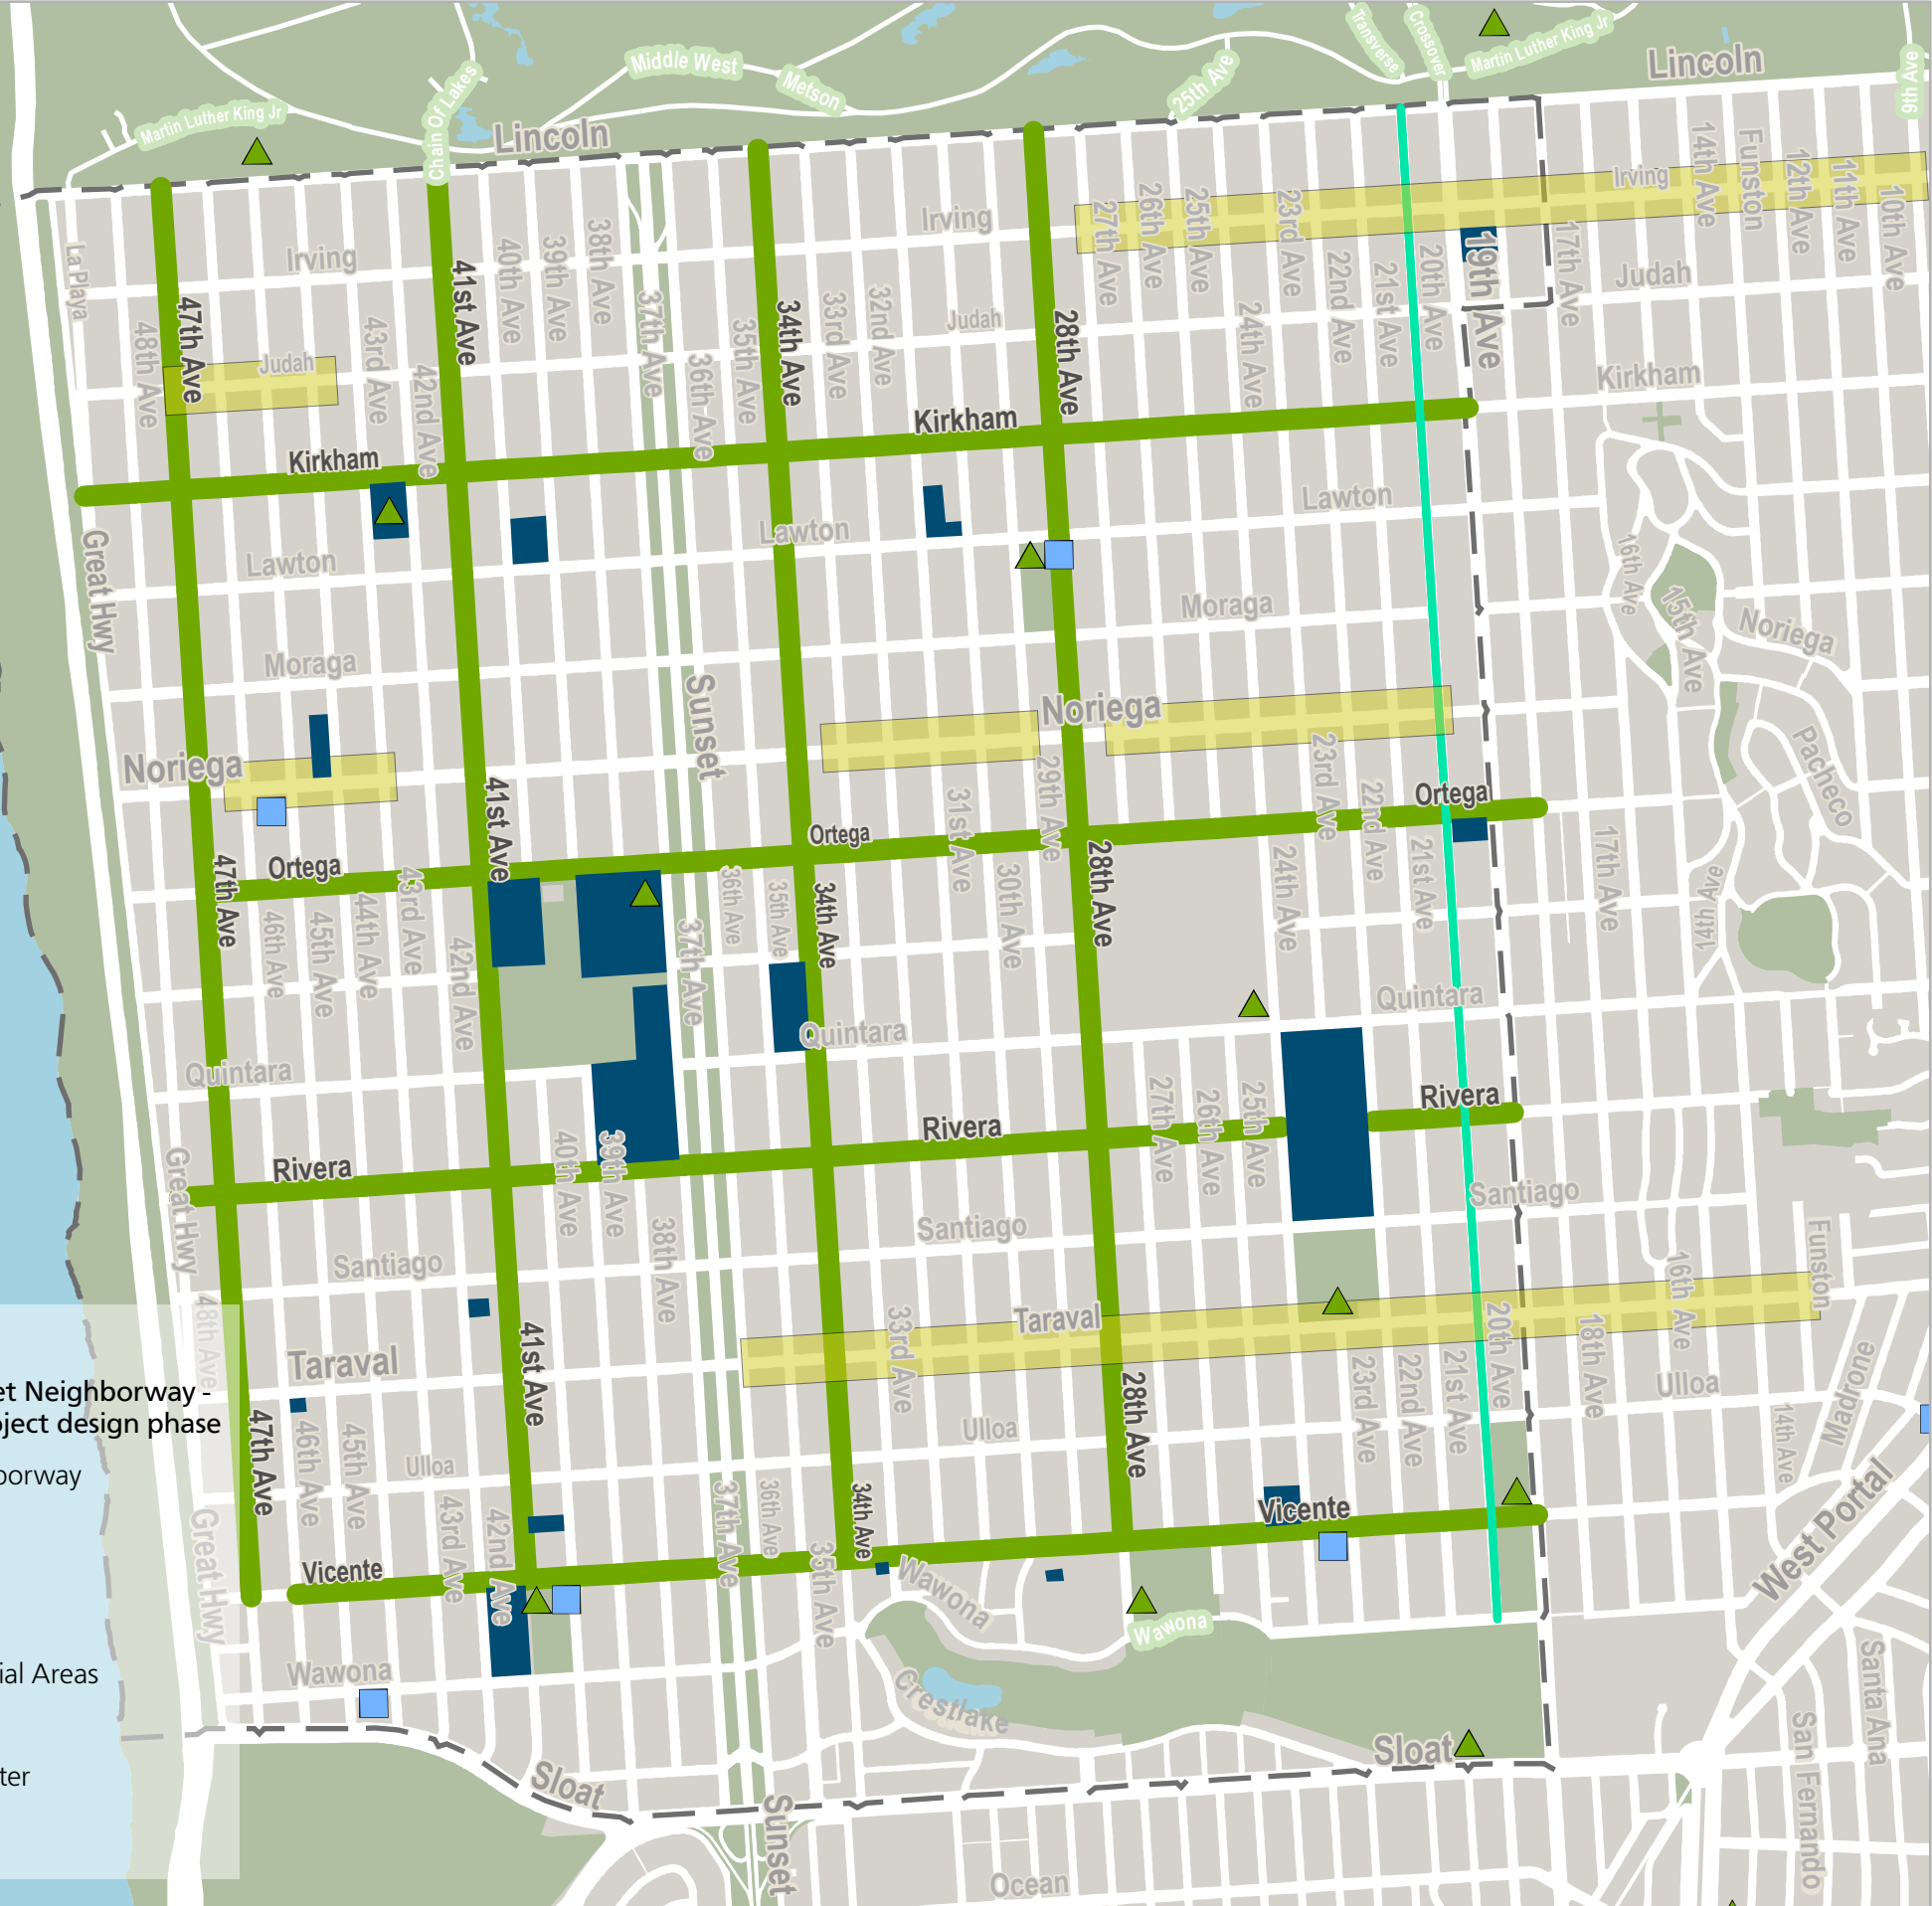 Transverse
Crossover
Martin Luther King Jr
Lincoln
9th Ave
Middle West
Metson
25th Ave
Chain Of Lakes
Martin Luther King Jr
Lincoln
Irving
14th Ave
Funston
12th Ave
11th Ave
10th Ave
La Playa
Irving
40th Ave
39th Ave
38th Ave
Irving
27th Ave
26th Ave
25th Ave
23rd Ave
48th Ave
47th Ave
Judah
43rd Ave
42nd Ave
41st Ave
37th Ave
36th Ave
35th Ave
34th Ave
33rd Ave
32nd Ave
Judah
28th Ave
24th Ave
22nd Ave
21st Ave
20th Ave
19th Ave
17th Ave
Judah
Kirkham
Kirkham
Kirkham
Great Hwy
Lawton
Lawton
Lawton
16th Ave
15th Ave
Noriega
Moraga
Moraga
Sunset
Noriega
Noriega
Pacheco
41st Ave
31st Ave
29th Ave
23rd Ave
22nd Ave
Ortega
Ortega
Ortega
47th Ave
46th Ave
45th Ave
44th Ave
43rd Ave
42nd Ave
37th Ave
36th Ave
35th Ave
34th Ave
30th Ave
28th Ave
24th Ave
21st Ave
17th Ave
14th Ave
Quintara
Quintara
Quintara
Great Hwy
Rivera
40th Ave
39th Ave
38th Ave
Rivera
27th Ave
26th Ave
25th Ave
Rivera
Santiago
Santiago
Santiago
48th Ave
Taraval
41st Ave
33rd Ave
Taraval
28th Ave
23rd Ave
22nd Ave
21st Ave
20th Ave
18th Ave
16th Ave
Funston
Ulloa
14th Ave
Madrone
West Portal
et Neighborway -
oject design phase
borway
47th Ave
46th Ave
45th Ave
Ulloa
43rd Ave
42nd Ave
37th Ave
36th Ave
35th Ave
34th Ave
Ulloa
Vicente
Vicente
Great Hwy
Wawona
Wawona
Wawona
Crestlake
ial Areas
ter
Sloat
Sloat
Sunset
Ocean
Santa Ana
San Fernando